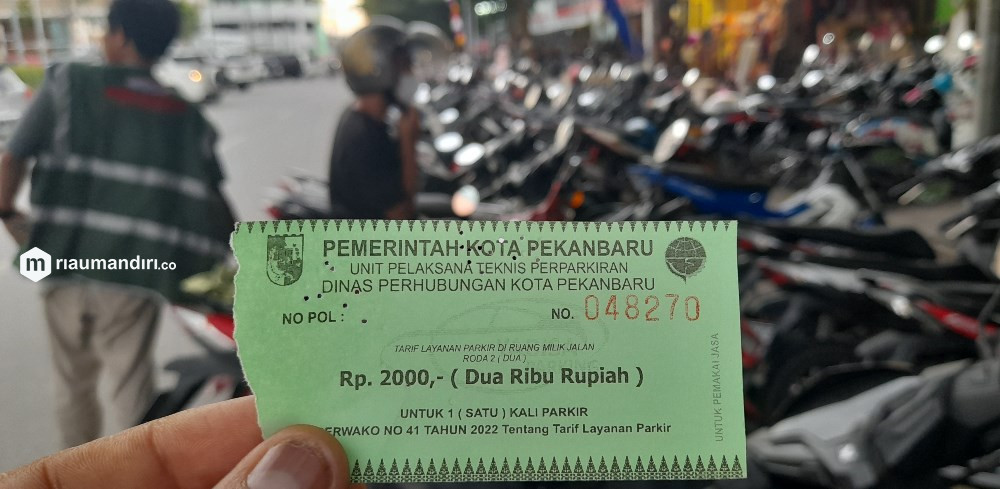 m riaumandiri.co
PEMERINTAH KOTA PEKANBARU
UNIT PELAKSANA TEKNIS PERPARKIRAN
DINAS PERHUBUNGAN KOTA PEKANBARU
NO POL :
NO. 048270
TARIF LAYANAN PARKIR DI RUANG MILIK JALAN
RODA 2 ( DUA )
Rp. 2000,- ( Dua Ribu Rupiah )
UNTUK 1 ( SATU ) KALI PARKIR
ERWAKO NO 41 TAHUN 2022 Tentang Tarif Layanan Parkir
UNTUK PEMAKAI JASA